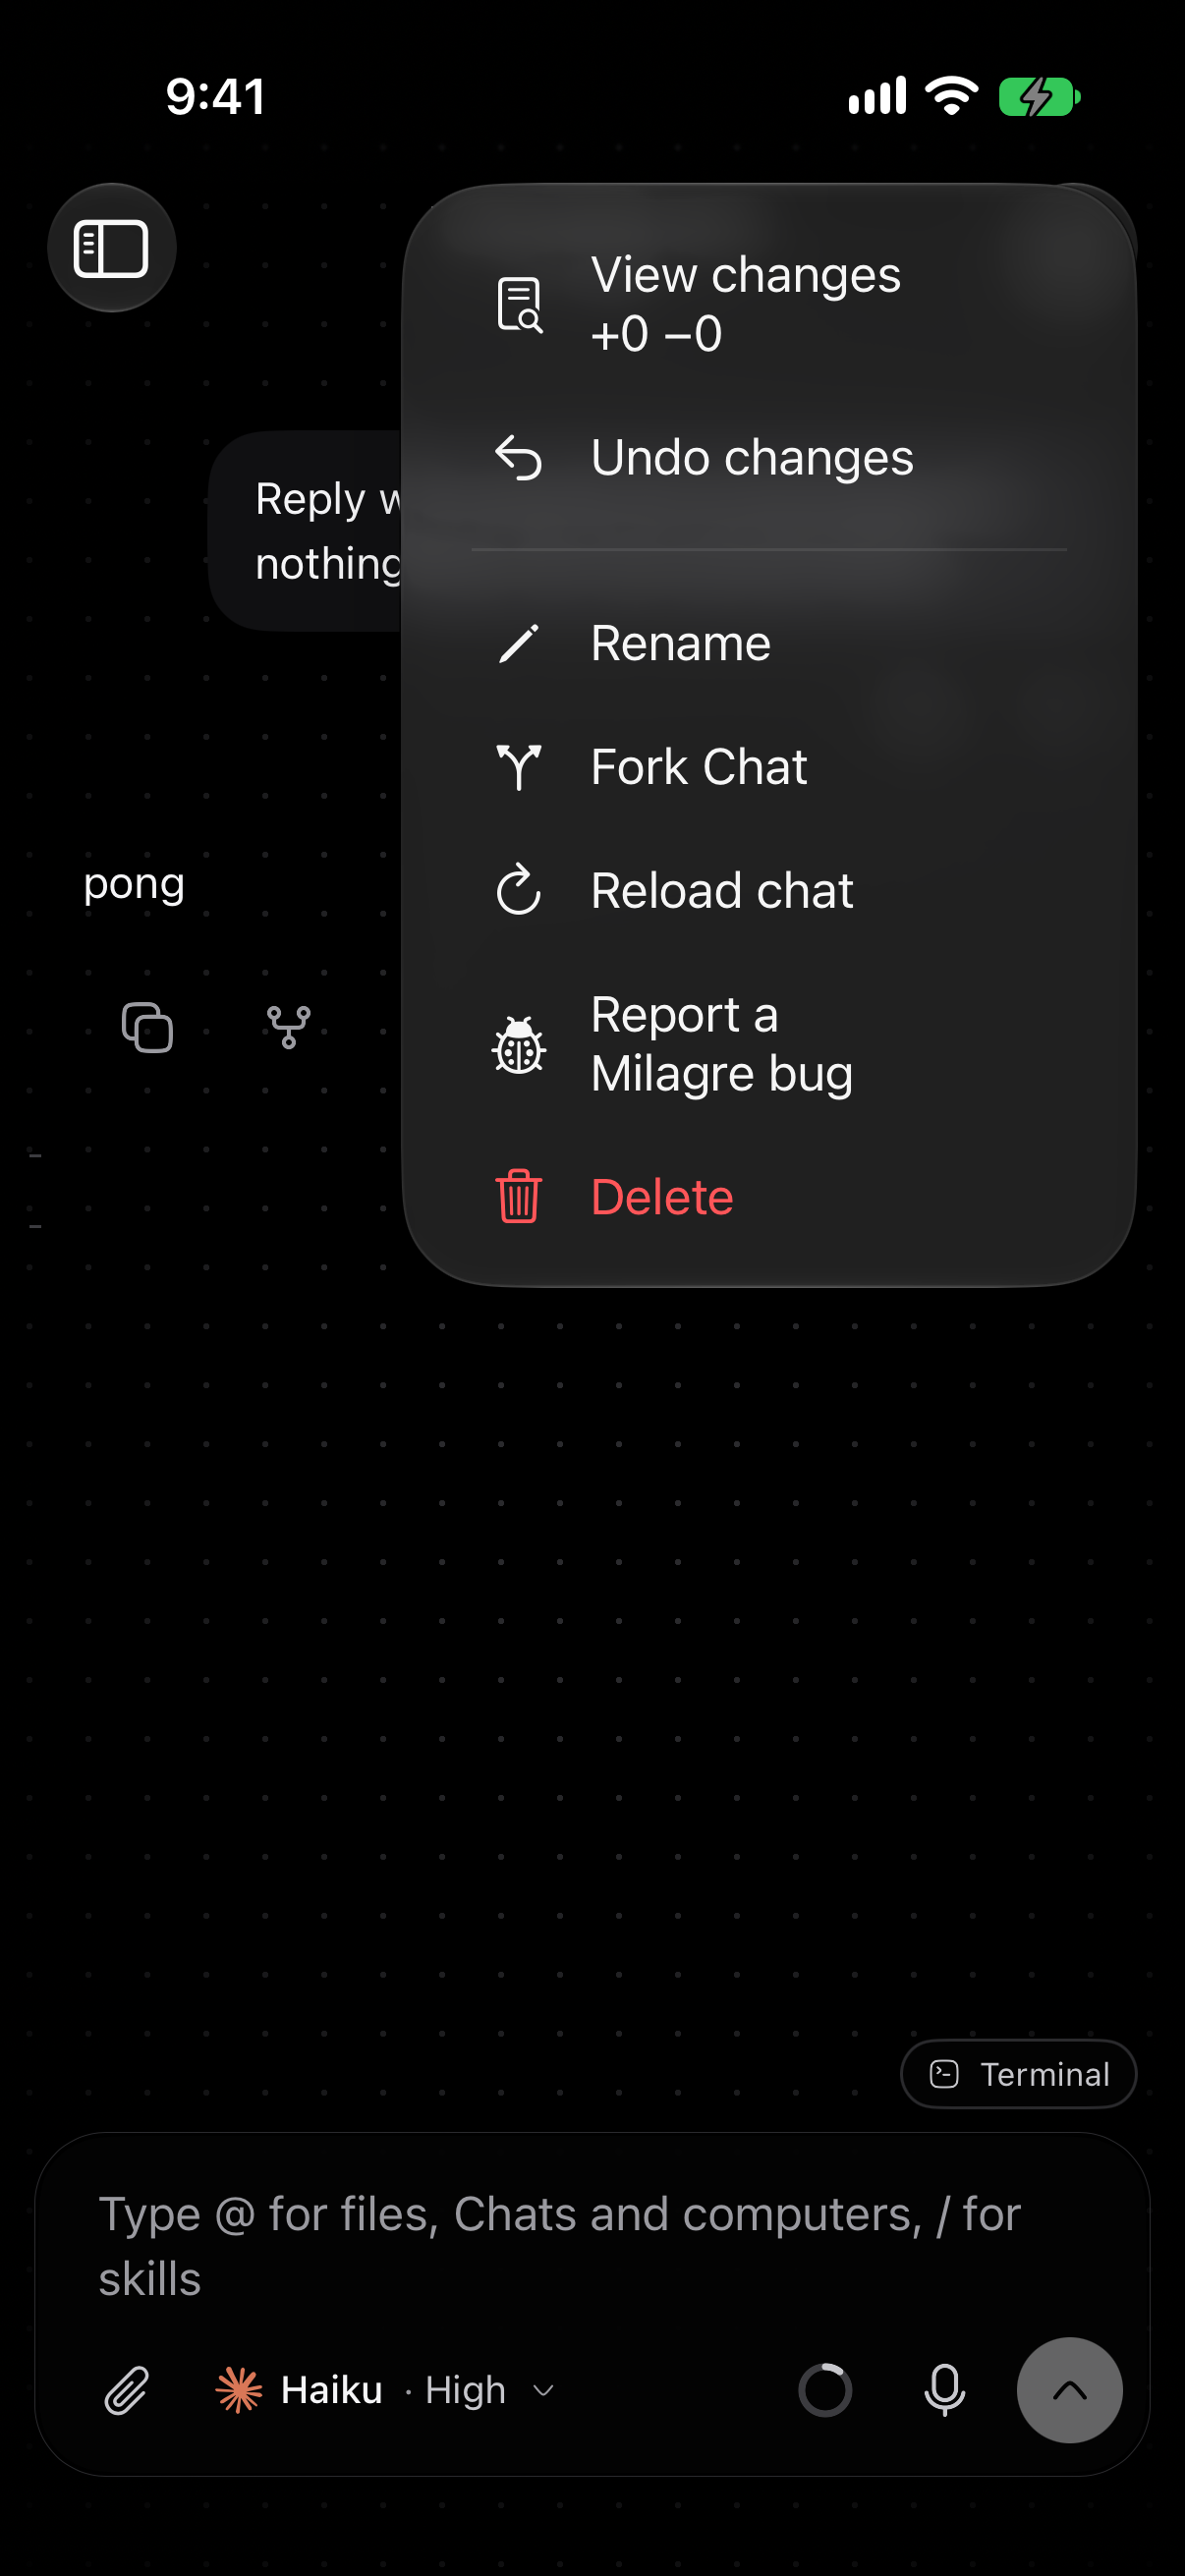 9:41
View changes
+0 −0
Undo changes
Reply
nothing
Rename
Fork Chat
pong
Reload chat
Report a
Milagre bug
Delete
Terminal
Type @ for files, Chats and computers, / for
skills
Haiku · High